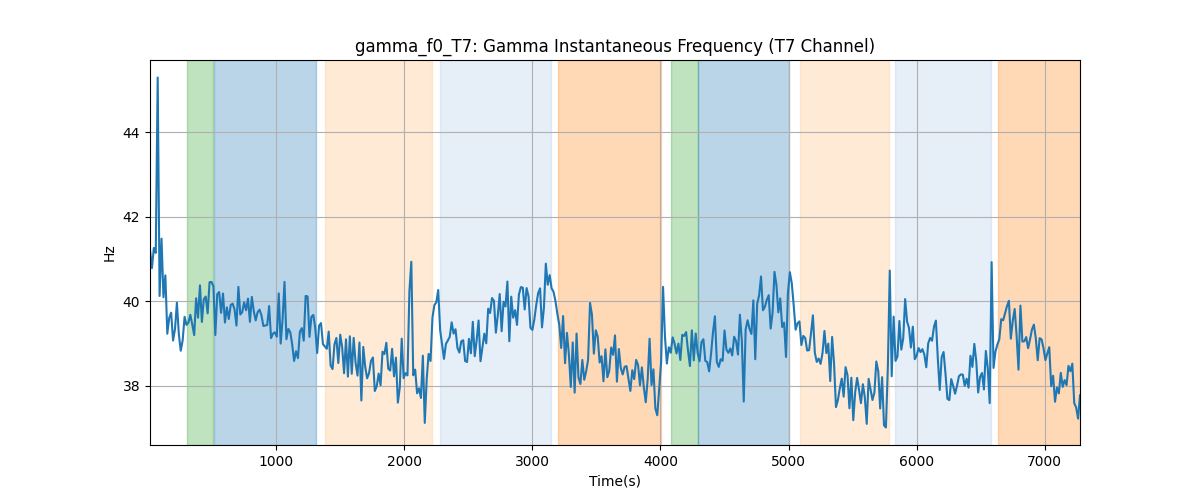 gamma_f0_T7: Gamma Instantaneous Frequency (T7 Channel)
44
42
40
38
Hz
1000 2000 3000 4000 5000 6000 7000
Time(s)